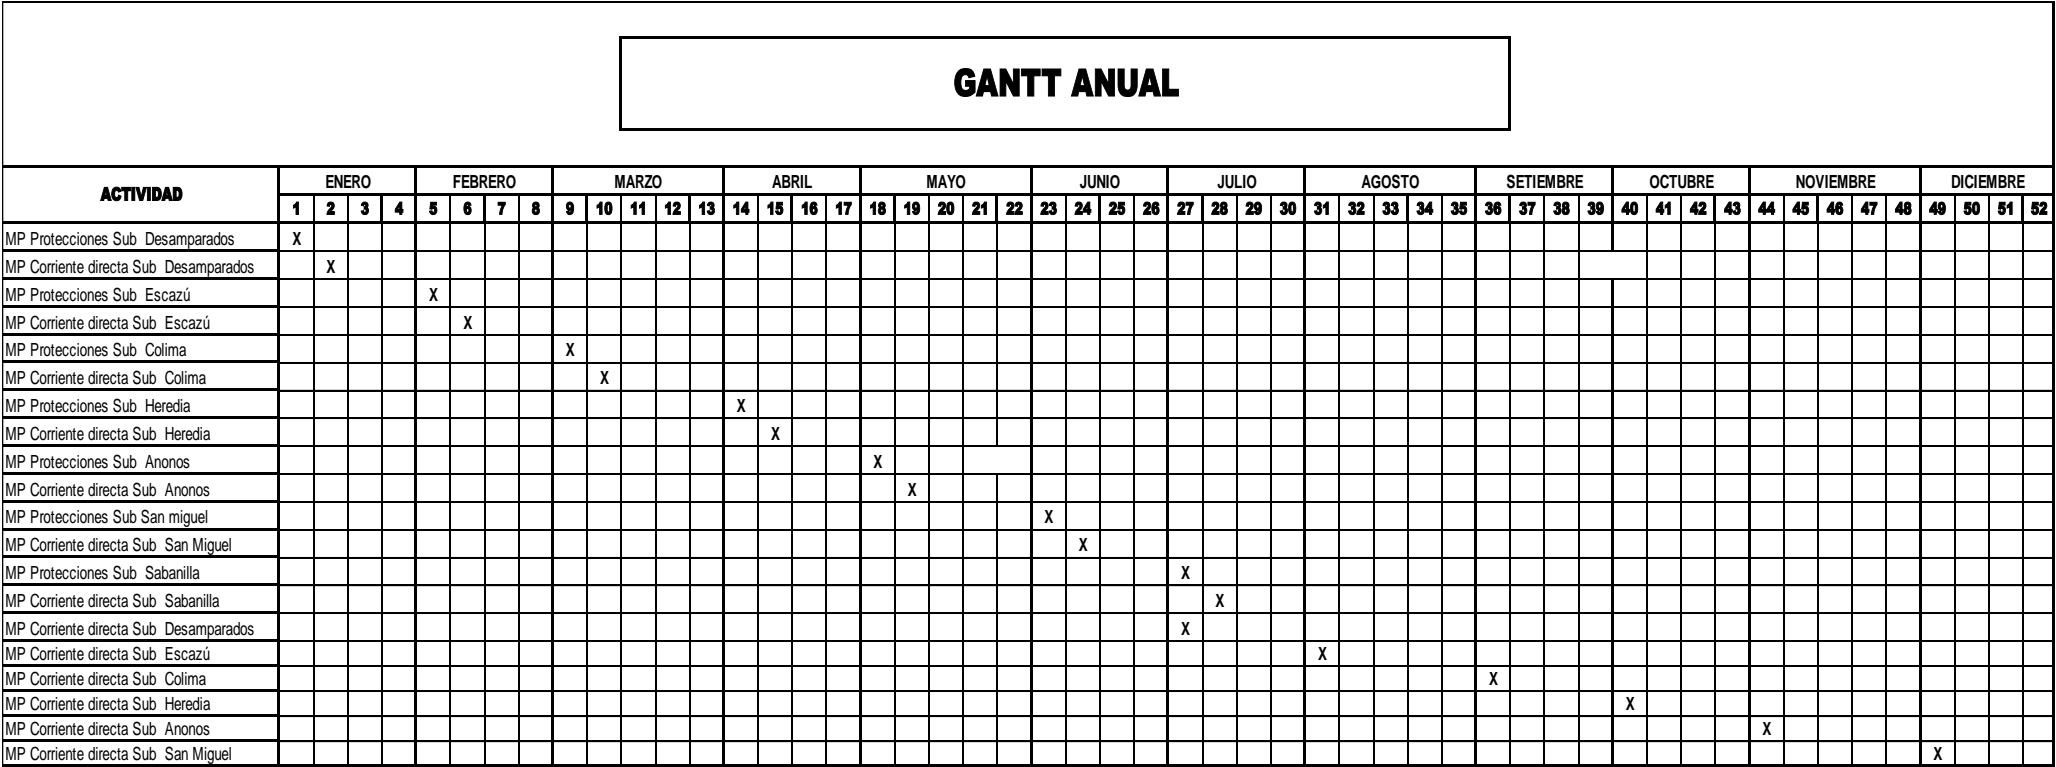 GANTT ANUAL
ACTIVIDAD ENERO FEBRERO MARZO ABRIL MAYO JUNIO JULIO AGOSTO SETIEMBRE OCTUBRE NOVIEMBRE DICIEMBRE
1 2 3 4 5 6 7 8 9 10 11 12 13 14 15 16 17 18 19 20 21 22 23 24 25 26 27 28 29 30 31 32 33 34 35 36 37 38 39 40 41 42 43 44 45 46 47 48 49 50 51 52
MP Protecciones Sub Desamparados X
MP Corriente directa Sub Desamparados X
MP Protecciones Sub Escazú X
MP Corriente directa Sub Escazú X
MP Protecciones Sub Colima X
MP Corriente directa Sub Colima X
MP Protecciones Sub Heredia X
MP Corriente directa Sub Heredia X
MP Protecciones Sub Anonos X
MP Corriente directa Sub Anonos X
MP Protecciones Sub San miguel X
MP Corriente directa Sub San Miguel X
MP Protecciones Sub Sabanilla X
MP Corriente directa Sub Sabanilla X
MP Corriente directa Sub Desamparados X
MP Corriente directa Sub Escazú X
MP Corriente directa Sub Colima X
MP Corriente directa Sub Heredia X
MP Corriente directa Sub Anonos X
MP Corriente directa Sub San Miguel X